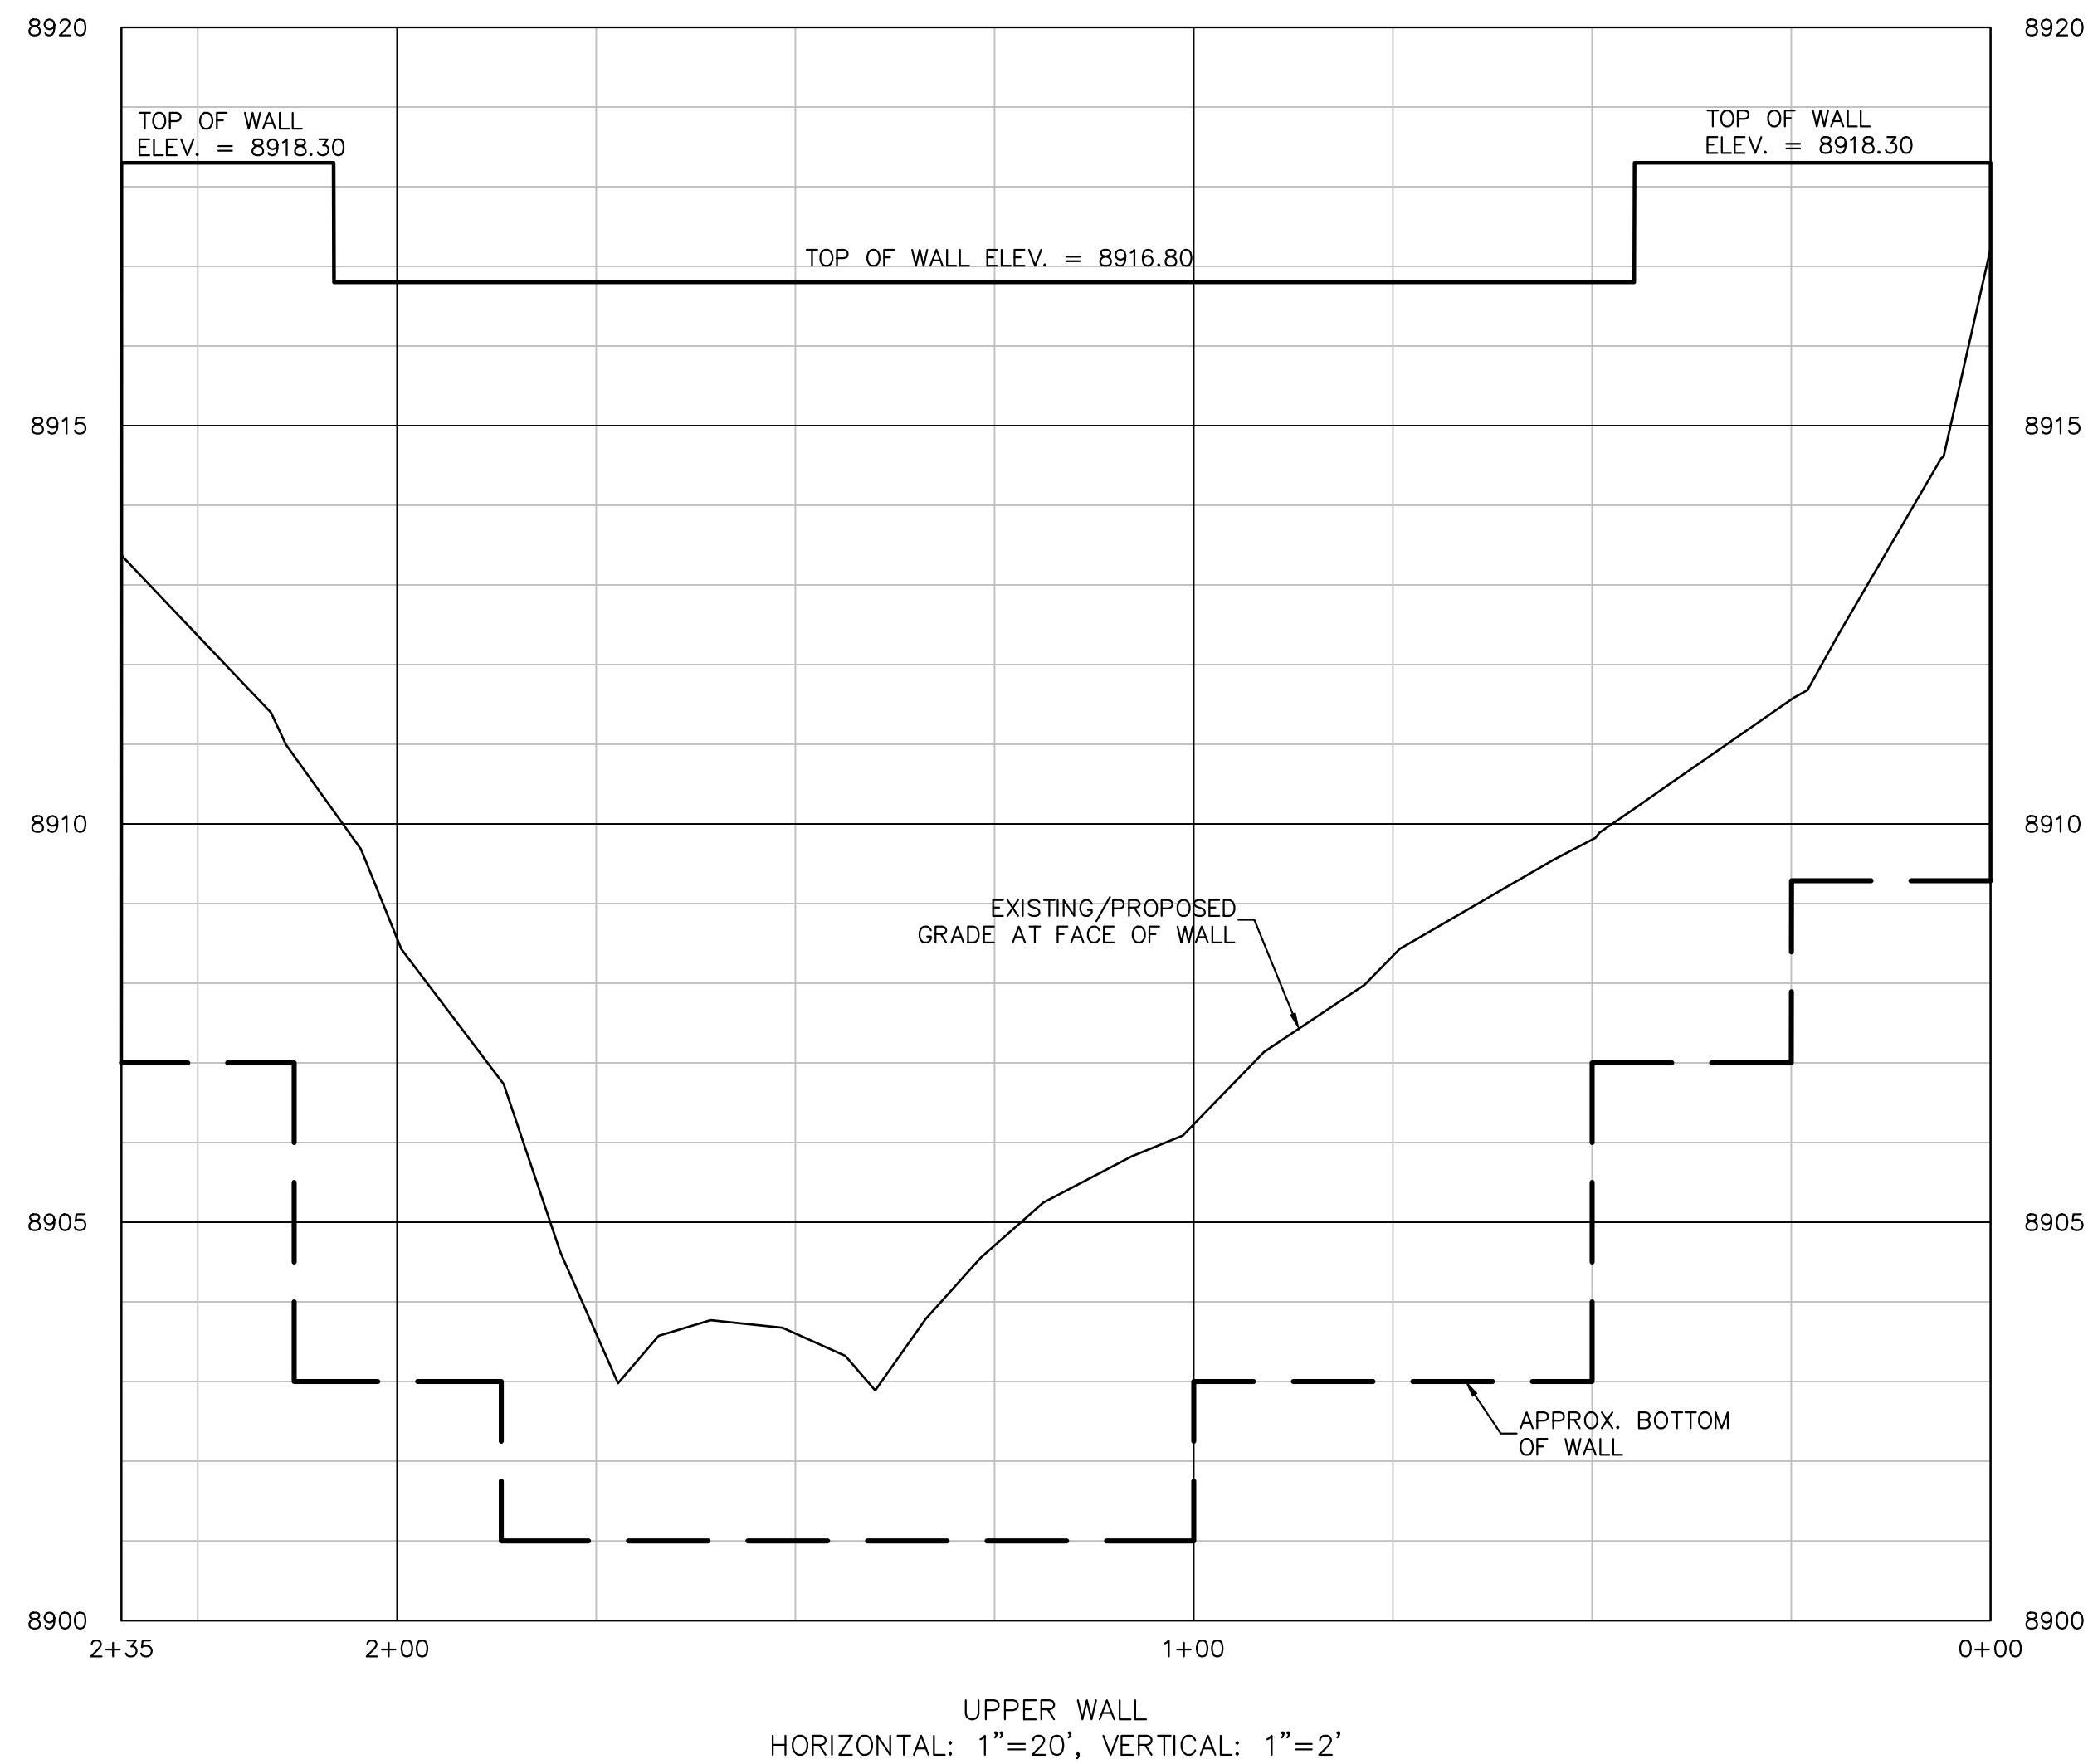 8920
8920
TOP OF WALL
ELEV. = 8918.30
TOP OF WALL
ELEV. = 8918.30
TOP OF WALL ELEV. = 8916.80
8915
8915
8910
8910
EXISTING/PROPOSED
GRADE AT FACE OF WALL
8905
8905
APPROX. BOTTOM
OF WALL
8900
8900
2+35
2+00
1+00
0+00
UPPER WALL
HORIZONTAL: 1"=20', VERTICAL: 1"=2'